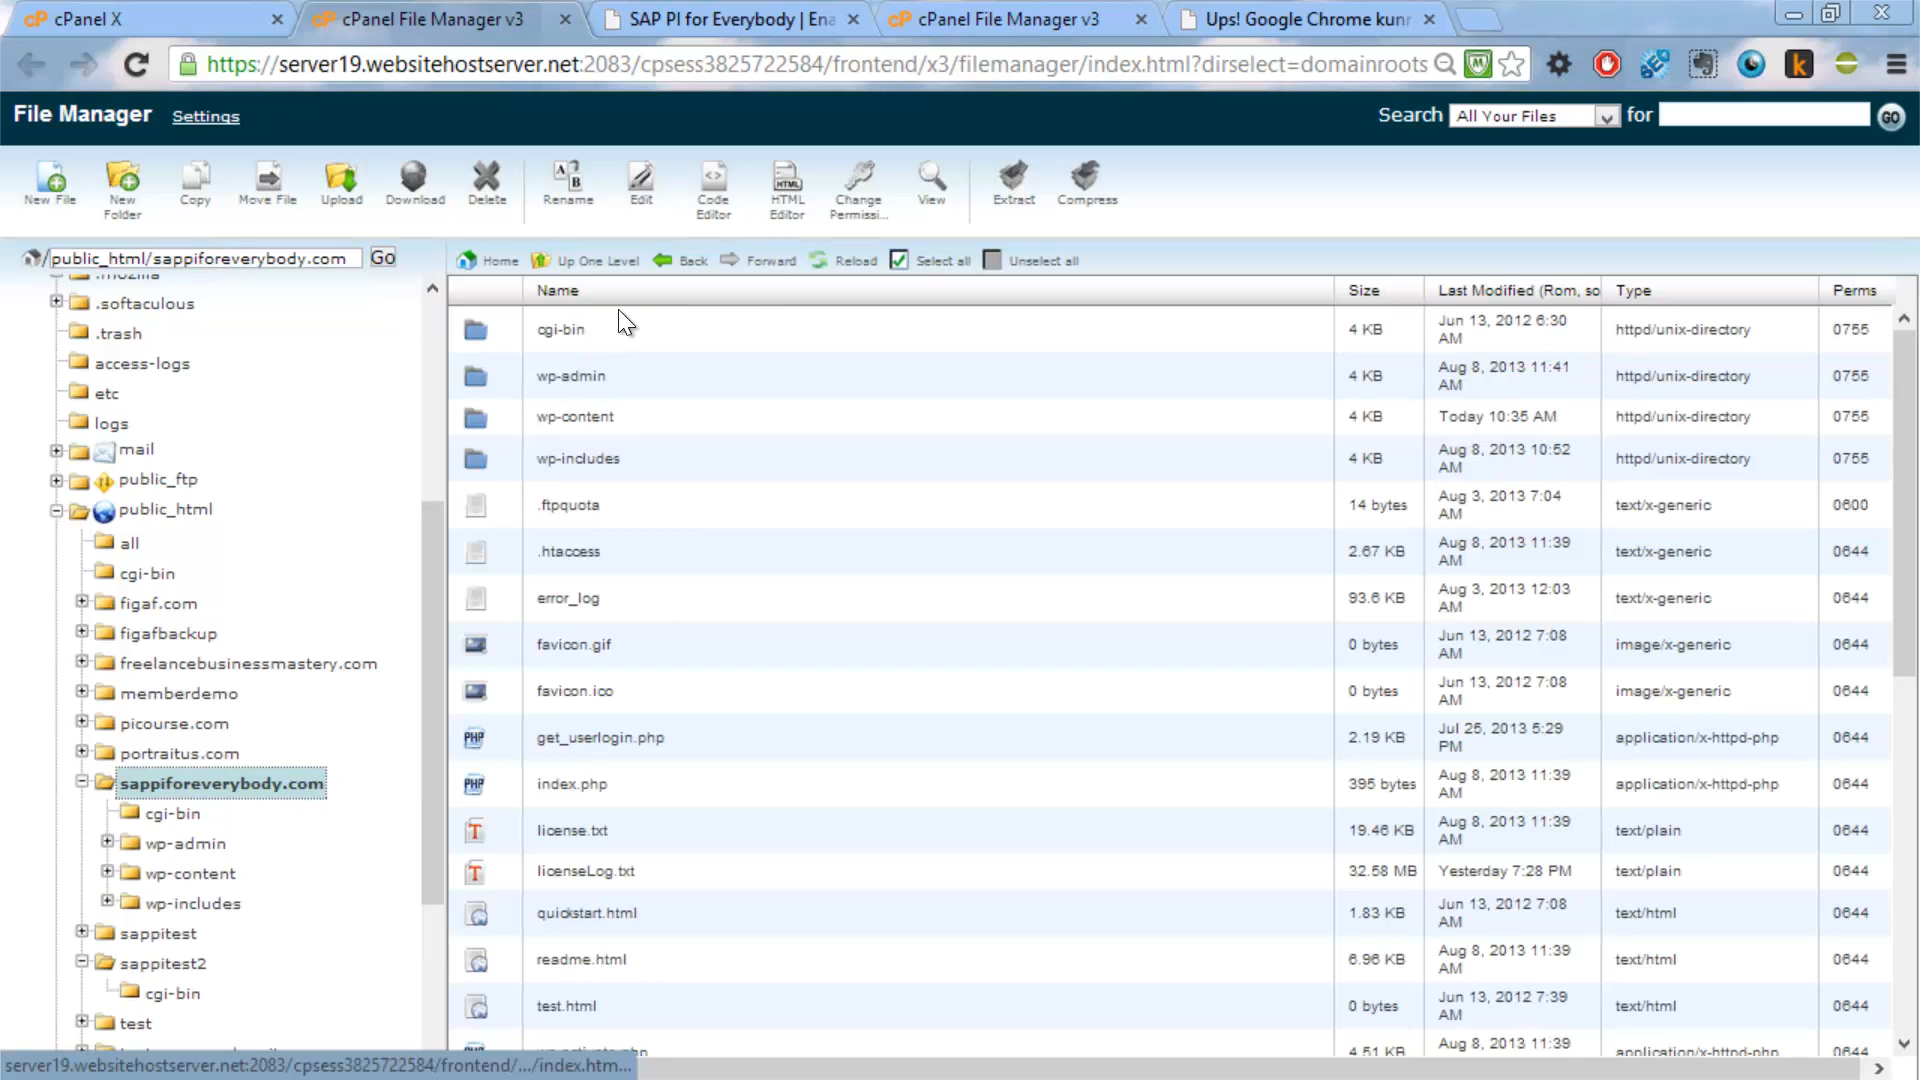 cPanel X
cPanel File Manager v3
SAP PI for Everybody | Ena
cPanel File Manager v3
Ups! Google Chrome kunn
https://server19.websitehostserver.net:2083/cpsess3825722584/frontend/x3/filemanager/index.html?dirselect=domainroots
File Manager Settings
Search All Your Files for GO
New File
New Folder
Copy
Move File
Upload
Download
Delete
Rename
Edit
Code Editor
HTML Editor
Change Permissi...
View
Extract
Compress
/public_html/sappiforeverybody.com Go
Home Up One Level Back Forward Reload Select all Unselect all
.mozilla
.softaculous
.trash
access-logs
etc
logs
mail
public_ftp
public_html
all
cgi-bin
figaf.com
figafbackup
freelancebusinessmastery.com
memberdemo
picourse.com
portraitus.com
sappiforeverybody.com
cgi-bin
wp-admin
wp-content
wp-includes
sappitest
sappitest2
cgi-bin
test
Name Size Last Modified (Rom, so Type Perms
cgi-bin 4 KB Jun 13, 2012 6:30 AM httpd/unix-directory 0755
wp-admin 4 KB Aug 8, 2013 11:41 AM httpd/unix-directory 0755
wp-content 4 KB Today 10:35 AM httpd/unix-directory 0755
wp-includes 4 KB Aug 8, 2013 10:52 AM httpd/unix-directory 0755
.ftpquota 14 bytes Aug 3, 2013 7:04 AM text/x-generic 0600
.htaccess 2.67 KB Aug 8, 2013 11:39 AM text/x-generic 0644
error_log 93.6 KB Aug 3, 2013 12:03 AM text/x-generic 0644
favicon.gif 0 bytes Jun 13, 2012 7:08 AM image/x-generic 0644
favicon.ico 0 bytes Jun 13, 2012 7:08 AM image/x-generic 0644
get_userlogin.php 2.19 KB Jul 25, 2013 5:29 PM application/x-httpd-php 0644
index.php 395 bytes Aug 8, 2013 11:39 AM application/x-httpd-php 0644
license.txt 19.46 KB Aug 8, 2013 11:39 AM text/plain 0644
licenseLog.txt 32.58 MB Yesterday 7:28 PM text/plain 0644
quickstart.html 1.83 KB Jun 13, 2012 7:08 AM text/html 0644
readme.html 6.96 KB Aug 8, 2013 11:39 AM text/html 0644
test.html 0 bytes Jun 13, 2012 7:39 AM text/html 0644
wp-activate.php 4.51 KB Aug 8, 2013 11:39 application/x-httpd-php 0644
server19.websitehostserver.net:2083/cpsess3825722584/frontend/.../index.htm...